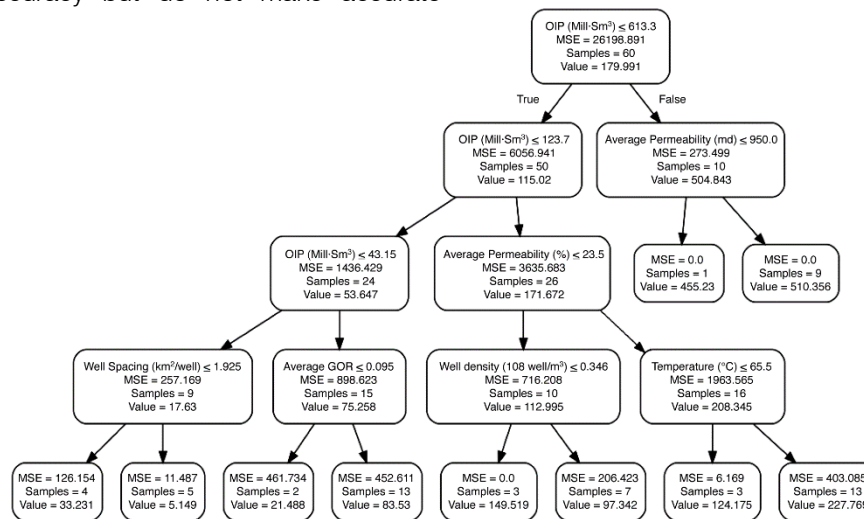 accuracy but do not make accurate
OIP (Mill·Sm³) ≤ 613.3
MSE = 26198.891
Samples = 60
Value = 179.991
True
False
OIP (Mill·Sm³) ≤ 123.7
MSE = 6056.941
Samples = 50
Value = 115.02
Average Permeability (md) ≤ 950.0
MSE = 273.499
Samples = 10
Value = 504.843
OIP (Mill·Sm³) ≤ 43.15
MSE = 1436.429
Samples = 24
Value = 53.647
Average Permeability (%) ≤ 23.5
MSE = 3635.683
Samples = 26
Value = 171.672
MSE = 0.0
Samples = 1
Value = 455.23
MSE = 0.0
Samples = 9
Value = 510.356
Well Spacing (km²/well) ≤ 1.925
MSE = 257.169
Samples = 9
Value = 17.63
Average GOR ≤ 0.095
MSE = 898.623
Samples = 15
Value = 75.258
Well density (108 well/m³) ≤ 0.346
MSE = 716.208
Samples = 10
Value = 112.995
Temperature (°C) ≤ 65.5
MSE = 1963.565
Samples = 16
Value = 208.345
MSE = 126.154
Samples = 4
Value = 33.231
MSE = 11.487
Samples = 5
Value = 5.149
MSE = 461.734
Samples = 2
Value = 21.488
MSE = 452.611
Samples = 13
Value = 83.53
MSE = 0.0
Samples = 3
Value = 149.519
MSE = 206.423
Samples = 7
Value = 97.342
MSE = 6.169
Samples = 3
Value = 124.175
MSE = 403.085
Samples = 13
Value = 227.769